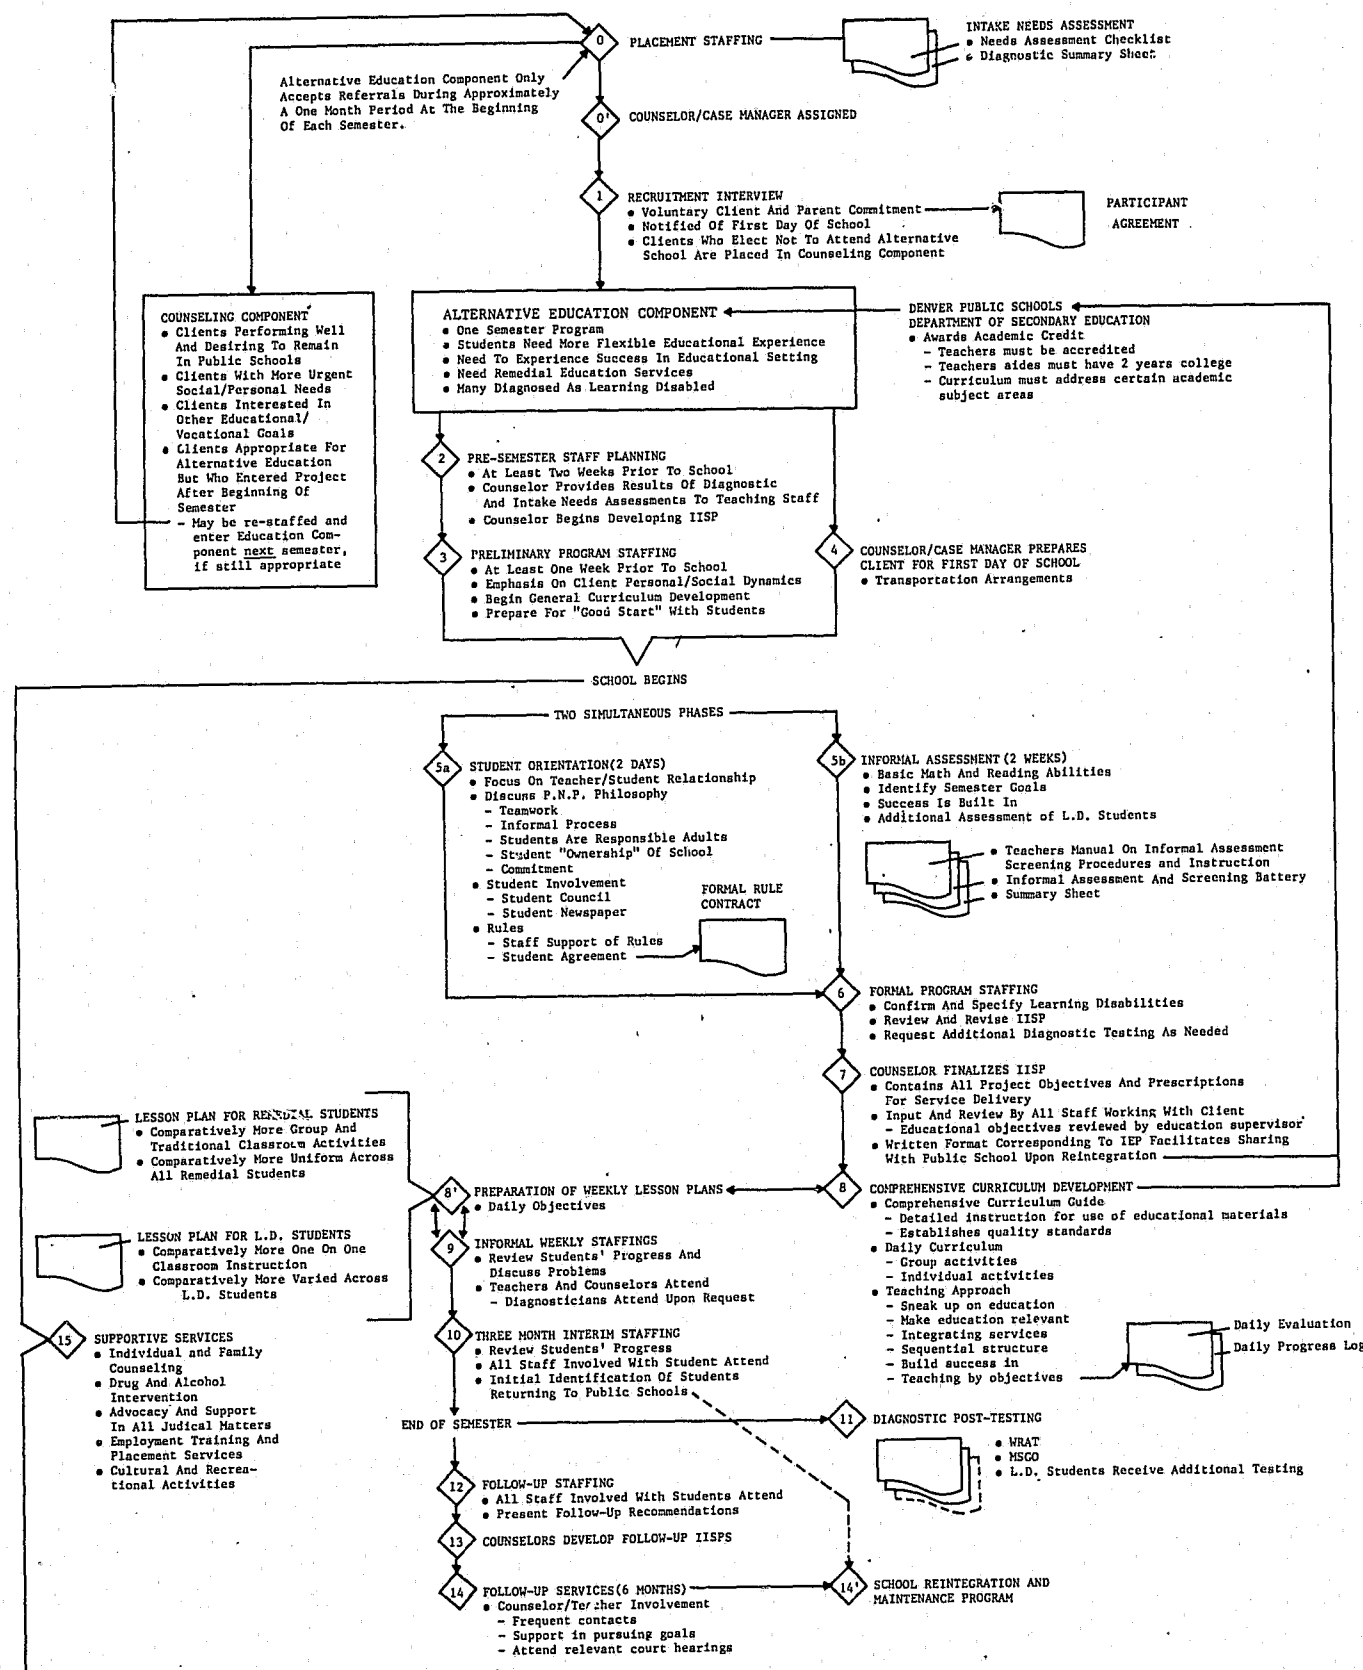 0
PLACEMENT STAFFING
INTAKE NEEDS ASSESSMENT
• Needs Assessment Checklist
• Diagnostic Summary Sheet
Alternative Education Component Only
Accepts Referrals During Approximately
A One Month Period At The Beginning
Of Each Semester.
0'
COUNSELOR/CASE MANAGER ASSIGNED
1
RECRUITMENT INTERVIEW
• Voluntary Client And Parent Commitment
• Notified Of First Day Of School
• Clients Who Elect Not To Attend Alternative
School Are Placed In Counseling Component
PARTICIPANT
AGREEMENT
COUNSELING COMPONENT
• Clients Performing Well
And Desiring To Remain
In Public Schools
• Clients With More Urgent
Social/Personal Needs
• Clients Interested In
Other Educational/
Vocational Goals
• Clients Appropriate For
Alternative Education
But Who Entered Project
After Beginning Of
Semester
- May be re-staffed and
enter Education Com-
ponent next semester,
if still appropriate
ALTERNATIVE EDUCATION COMPONENT
• One Semester Program
• Students Need More Flexible Educational Experience
• Need To Experience Success In Educational Setting
• Need Remedial Education Services
• Many Diagnosed As Learning Disabled
DENVER PUBLIC SCHOOLS
DEPARTMENT OF SECONDARY EDUCATION
• Awards Academic Credit
- Teachers must be accredited
- Teachers aides must have 2 years college
- Curriculum must address certain academic
subject areas
2
PRE-SEMESTER STAFF PLANNING
• At Least Two Weeks Prior To School
• Counselor Provides Results Of Diagnostic
And Intake Needs Assessments To Teaching Staff
• Counselor Begins Developing IISP
3
PRELIMINARY PROGRAM STAFFING
• At Least One Week Prior To School
• Emphasis On Client Personal/Social Dynamics
• Begin General Curriculum Development
• Prepare For "Good Start" With Students
4
COUNSELOR/CASE MANAGER PREPARES
CLIENT FOR FIRST DAY OF SCHOOL
• Transportation Arrangements
SCHOOL BEGINS
TWO SIMULTANEOUS PHASES
5a
STUDENT ORIENTATION(2 DAYS)
• Focus On Teacher/Student Relationship
• Discuss P.N.P. Philosophy
- Teamwork
- Informal Process
- Students Are Responsible Adults
- Student "Ownership" Of School
- Commitment
• Student Involvement
- Student Council
- Student Newspaper
• Rules
- Staff Support of Rules
- Student Agreement
FORMAL RULE
CONTRACT
5b
INFORMAL ASSESSMENT (2 WEEKS)
• Basic Math And Reading Abilities
• Identify Semester Goals
• Success Is Built In
• Additional Assessment of L.D. Students
• Teachers Manual On Informal Assessment
Screening Procedures and Instruction
• Informal Assessment And Screening Battery
• Summary Sheet
6
FORMAL PROGRAM STAFFING
• Confirm And Specify Learning Disabilities
• Review And Revise IISP
• Request Additional Diagnostic Testing As Needed
7
COUNSELOR FINALIZES IISP
• Contains All Project Objectives And Prescriptions
For Service Delivery
• Input And Review By All Staff Working With Client
- Educational objectives reviewed by education supervisor
• Written Format Corresponding To IEP Facilitates Sharing
With Public School Upon Reintegration
LESSON PLAN FOR REMEDIAL STUDENTS
• Comparatively More Group And
Traditional Classroom Activities
• Comparatively More Uniform Across
All Remedial Students
LESSON PLAN FOR L.D. STUDENTS
• Comparatively More One On One
Classroom Instruction
• Comparatively More Varied Across
L.D. Students
8'
PREPARATION OF WEEKLY LESSON PLANS
• Daily Objectives
9
INFORMAL WEEKLY STAFFINGS
• Review Students' Progress And
Discuss Problems
• Teachers And Counselors Attend
- Diagnosticians Attend Upon Request
8
COMPREHENSIVE CURRICULUM DEVELOPMENT
• Comprehensive Curriculum Guide
- Detailed instruction for use of educational materials
- Establishes quality standards
• Daily Curriculum
- Group activities
- Individual activities
• Teaching Approach
- Sneak up on education
- Make education relevant
- Integrating services
- Sequential structure
- Build success in
- Teaching by objectives
Daily Evaluation
Daily Progress Log
15
SUPPORTIVE SERVICES
• Individual and Family
Counseling
• Drug And Alcohol
Intervention
• Advocacy And Support
In All Judical Matters
• Employment Training And
Placement Services
• Cultural And Recrea-
tional Activities
10
THREE MONTH INTERIM STAFFING
• Review Students' Progress
• All Staff Involved With Student Attend
• Initial Identification Of Students
Returning To Public Schools
END OF SEMESTER
11
DIAGNOSTIC POST-TESTING
• WRAT
• MSGO
• L.D. Students Receive Additional Testing
12
FOLLOW-UP STAFFING
• All Staff Involved With Students Attend
• Present Follow-Up Recommendations
13
COUNSELORS DEVELOP FOLLOW-UP IISPS
14
FOLLOW-UP SERVICES(6 MONTHS)
• Counselor/Teacher Involvement
- Frequent contacts
- Support in pursuing goals
- Attend relevant court hearings
14'
SCHOOL REINTEGRATION AND
MAINTENANCE PROGRAM